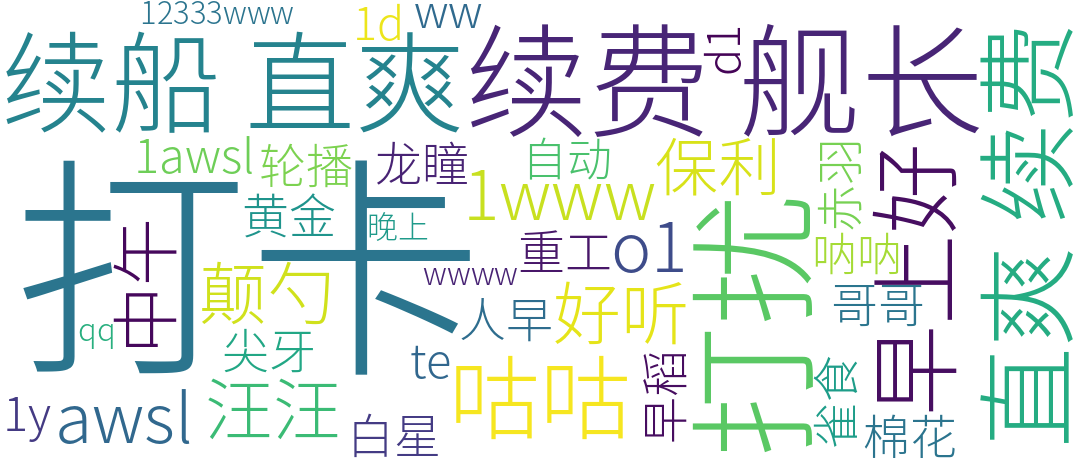 12333www
1d
ww
续船
直爽
续费
d1
舰长
直爽续费
1awsl
轮播
龙瞳
自动
保利
赤羽
早上好
打卡
黄金
晚上
1www
打扰
中午
颠勺
wwww
重工
o1
呐呐
qq
尖牙
人早
好听
哥哥
te
咕咕
早稻
雀食
1y
awsl
汪汪
白星
棉花